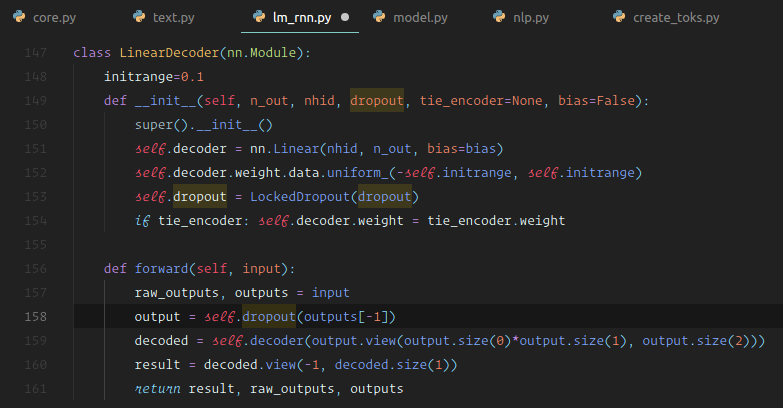 core.py text.py lm_rnn.py model.py nlp.py create_toks.py
147 class LinearDecoder(nn.Module):
148     initrange=0.1
149     def __init__(self, n_out, nhid, dropout, tie_encoder=None, bias=False):
150         super().__init__()
151         self.decoder = nn.Linear(nhid, n_out, bias=bias)
152         self.decoder.weight.data.uniform_(-self.initrange, self.initrange)
153         self.dropout = LockedDropout(dropout)
154         if tie_encoder: self.decoder.weight = tie_encoder.weight
155
156     def forward(self, input):
157         raw_outputs, outputs = input
158         output = self.dropout(outputs[-1])
159         decoded = self.decoder(output.view(output.size(0)*output.size(1), output.size(2)))
160         result = decoded.view(-1, decoded.size(1))
161         return result, raw_outputs, outputs